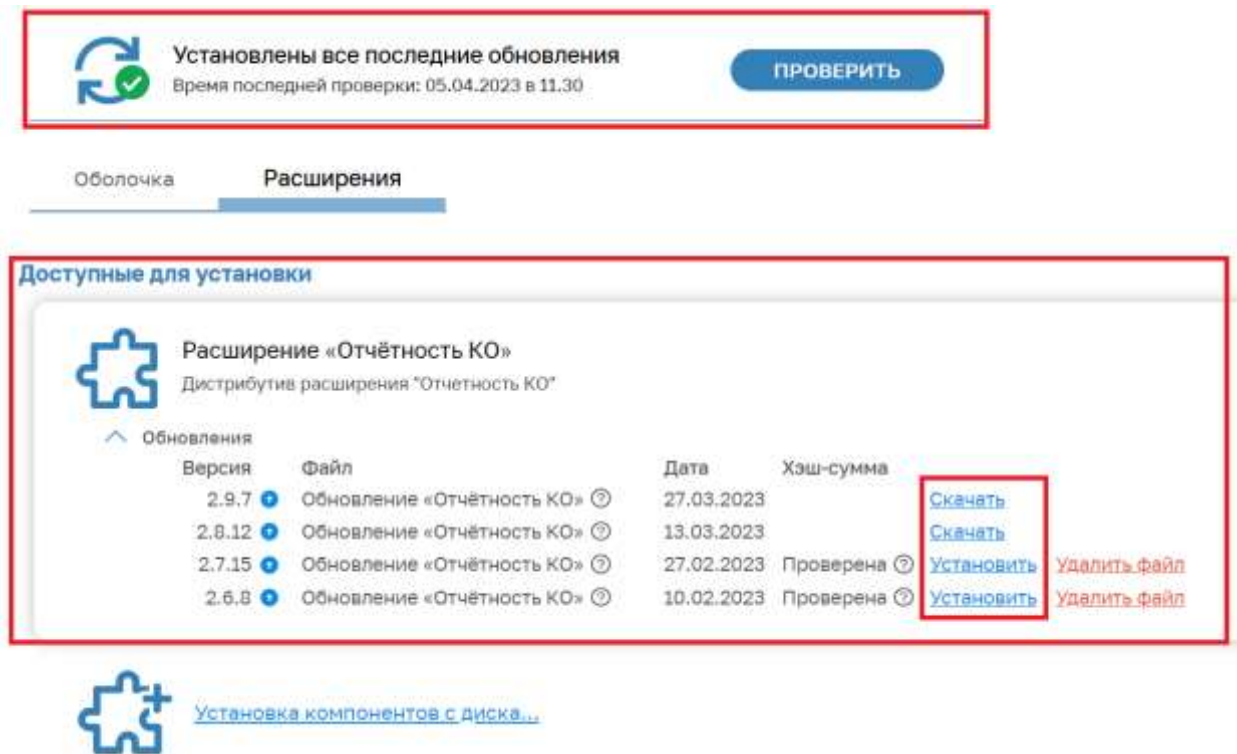 Установлены все последние обновления
Время последней проверки: 05.04.2023 в 11.30
ПРОВЕРИТЬ
Оболочка Расширения
Доступные для установки
Расширение «Отчётность КО»
Дистрибутив расширения "Отчетность КО"
Обновления
Версия Файл Дата Хэш-сумма
2.9.7 Обновление «Отчётность КО» 27.03.2023 Скачать
2.8.12 Обновление «Отчётность КО» 13.03.2023 Скачать
2.7.15 Обновление «Отчётность КО» 27.02.2023 Проверена Установить Удалить файл
2.6.8 Обновление «Отчётность КО» 10.02.2023 Проверена Установить Удалить файл
Установка компонентов с диска...